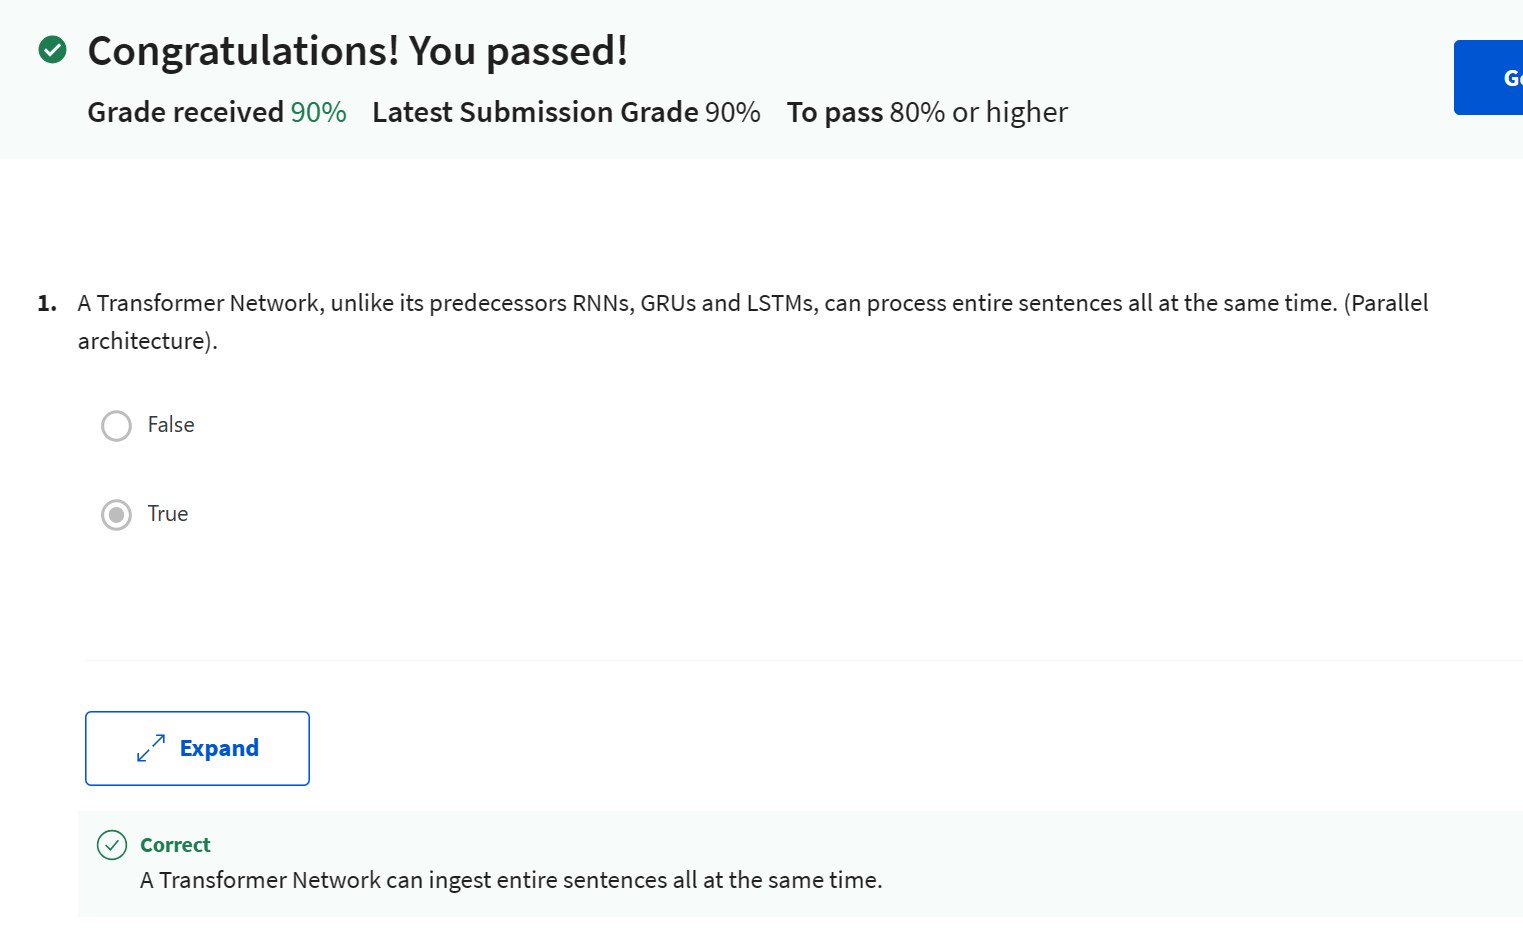 Congratulations! You passed!
Grade received 90% Latest Submission Grade 90% To pass 80% or higher
1. A Transformer Network, unlike its predecessors RNNs, GRUs and LSTMs, can process entire sentences all at the same time. (Parallel
architecture).
False
True
Expand
Correct
A Transformer Network can ingest entire sentences all at the same time.